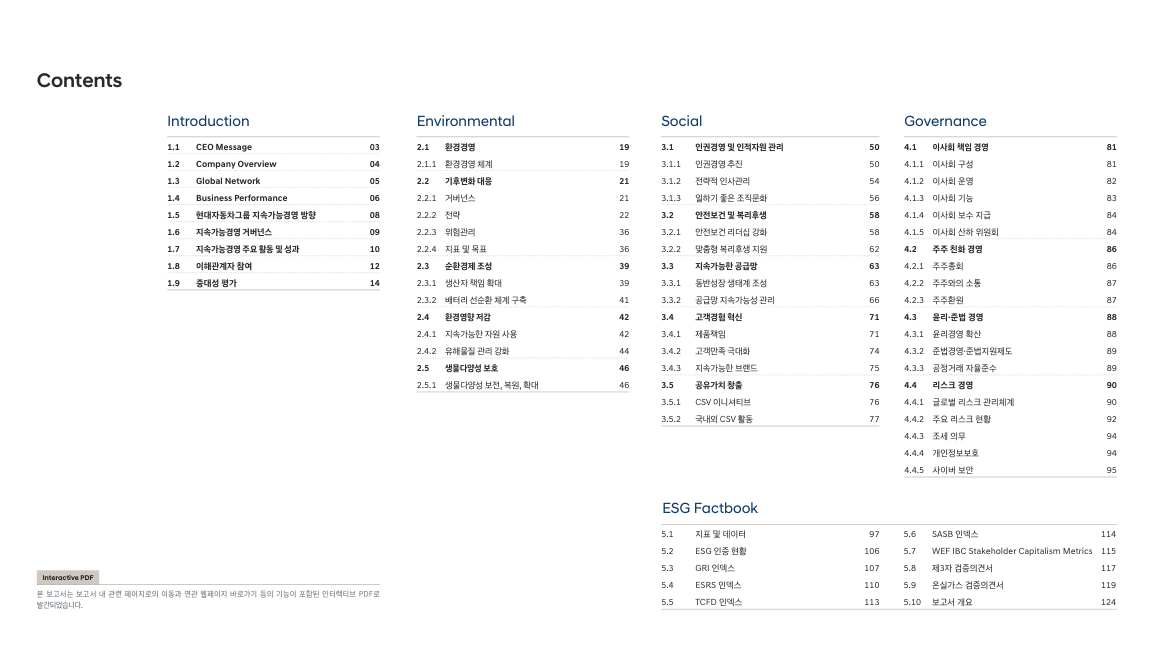 Contents
Introduction
1.1 CEO Message 03
1.2 Company Overview 04
1.3 Global Network 05
1.4 Business Performance 06
1.5 현대자동차그룹 지속가능경영 방향 08
1.6 지속가능경영 거버넌스 09
1.7 지속가능경영 주요 활동 및 성과 10
1.8 이해관계자 참여 12
1.9 중대성 평가 14
Environmental
2.1 환경경영 19
2.1.1 환경경영 체계 19
2.2 기후변화 대응 21
2.2.1 거버넌스 21
2.2.2 전략 22
2.2.3 위험관리 36
2.2.4 지표 및 목표 36
2.3 순환경제 조성 39
2.3.1 생산자 책임 확대 39
2.3.2 배터리 선순환 체계 구축 41
2.4 환경영향 저감 42
2.4.1 지속가능한 자원 사용 42
2.4.2 유해물질 관리 강화 44
2.5 생물다양성 보호 46
2.5.1 생물다양성 보전, 복원, 확대 46
Social
3.1 인권경영 및 인적자원 관리 50
3.1.1 인권경영 추진 50
3.1.2 전략적 인사관리 54
3.1.3 일하기 좋은 조직문화 56
3.2 안전보건 및 복리후생 58
3.2.1 안전보건 리더십 강화 58
3.2.2 맞춤형 복리후생 지원 62
3.3 지속가능한 공급망 63
3.3.1 동반성장 생태계 조성 63
3.3.2 공급망 지속가능성 관리 66
3.4 고객경험 혁신 71
3.4.1 제품책임 71
3.4.2 고객만족 극대화 74
3.4.3 지속가능한 브랜드 75
3.5 공유가치 창출 76
3.5.1 CSV 이니셔티브 76
3.5.2 국내외 CSV 활동 77
Governance
4.1 이사회 책임 경영 81
4.1.1 이사회 구성 81
4.1.2 이사회 운영 82
4.1.3 이사회 기능 83
4.1.4 이사회 보수 지급 84
4.1.5 이사회 산하 위원회 84
4.2 주주 친화 경영 86
4.2.1 주주총회 86
4.2.2 주주와의 소통 87
4.2.3 주주환원 87
4.3 윤리·준법 경영 88
4.3.1 윤리경영 확산 88
4.3.2 준법경영·준법지원제도 89
4.3.3 공정거래 자율준수 89
4.4 리스크 경영 90
4.4.1 글로벌 리스크 관리체계 90
4.4.2 주요 리스크 현황 92
4.4.3 조세 의무 94
4.4.4 개인정보보호 94
4.4.5 사이버 보안 95
ESG Factbook
5.1 지표 및 데이터 97
5.2 ESG 인증 현황 106
5.3 GRI 인덱스 107
5.4 ESRS 인덱스 110
5.5 TCFD 인덱스 113
5.6 SASB 인덱스 114
5.7 WEF IBC Stakeholder Capitalism Metrics 115
5.8 제3자 검증의견서 117
5.9 온실가스 검증의견서 119
5.10 보고서 개요 124
Interactive PDF
본 보고서는 보고서 내 관련 페이지로의 이동과 연관 웹페이지 바로가기 등의 기능이 포함된 인터랙티브 PDF로
발간되었습니다.